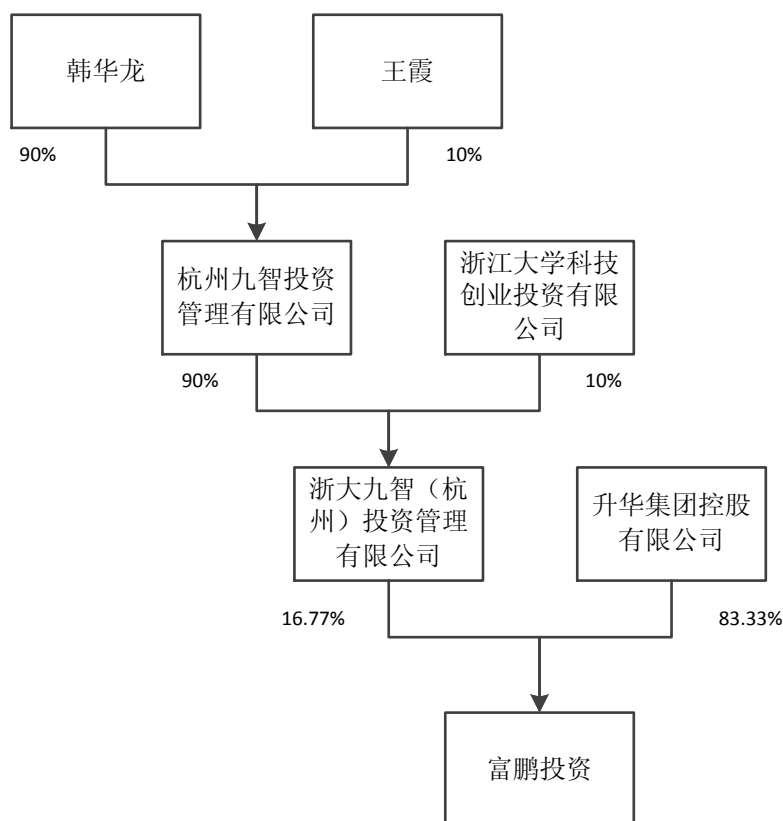 韩华龙
王霞
90%
10%
杭州九智投资
管理有限公司
浙江大学科技
创业投资有限
公司
90%
10%
浙大九智（杭
州）投资管理
有限公司
升华集团控股
有限公司
16.77%
83.33%
富鹏投资